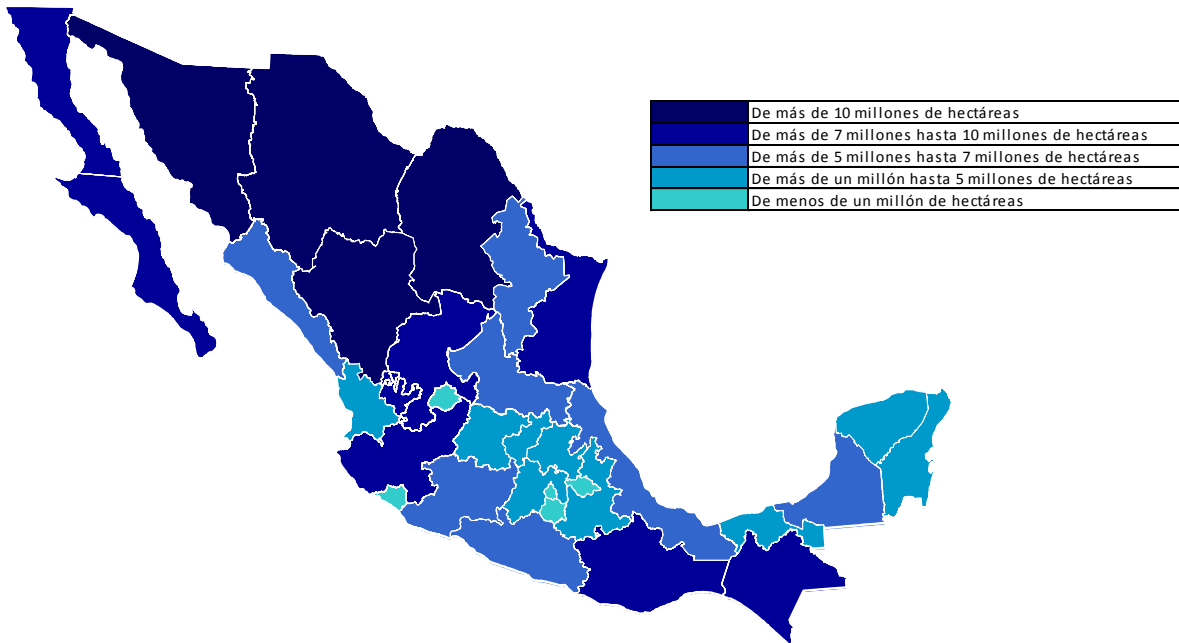 De más de 10 millones de hectáreas
De más de 7 millones hasta 10 millones de hectáreas
De más de 5 millones hasta 7 millones de hectáreas
De más de un millón hasta 5 millones de hectáreas
De menos de un millón de hectáreas